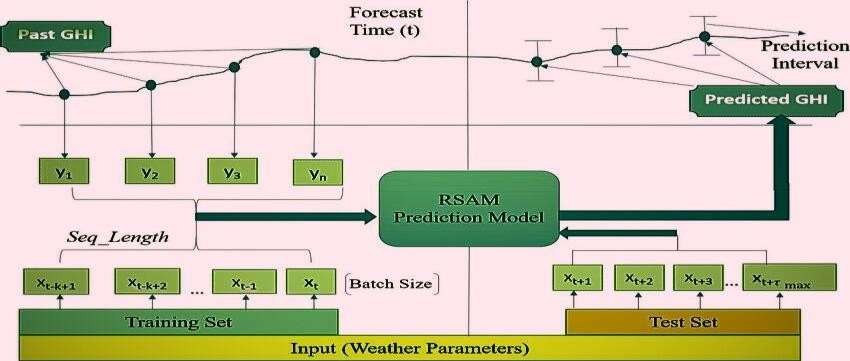 Forecast
Time (t)
Past GHI
Prediction
Interval
Predicted GHI
y₁ y₂ y₃ yₙ
RSAM
Prediction Model
Seq_Length
xₜ₋ₖ₊₁ xₜ₋ₖ₊₂ ... xₜ₋₁ xₜ Batch Size
xₜ₊₁ xₜ₊₂ xₜ₊₃ ... x_{t+τ max}
Training Set
Test Set
Input (Weather Parameters)